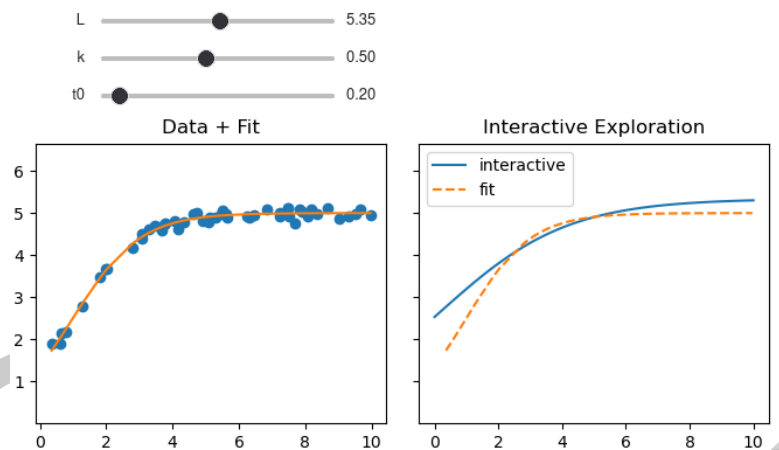 L 5.35
k 0.50
t0 0.20
Data + Fit
6
5
4
3
2
1
0 2 4 6 8 10
Interactive Exploration
interactive
fit
0 2 4 6 8 10